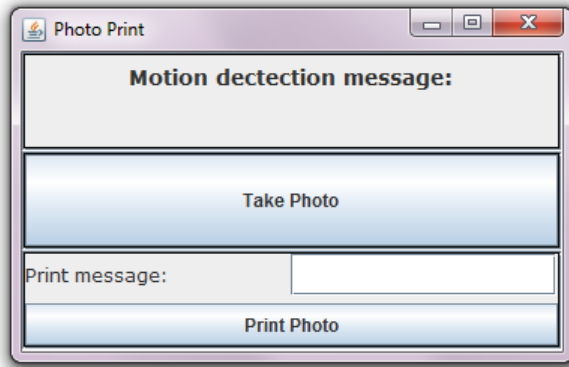 Photo Print
Motion dectection message:
Take Photo
Print message:
Print Photo